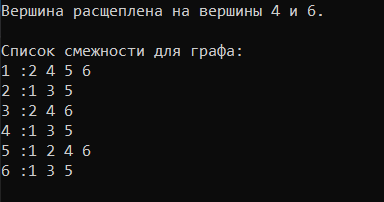 Вершина расщеплена на вершины 4 и 6.
Список смежности для графа:
1 :2 4 5 6
2 :1 3 5
3 :2 4 6
4 :1 3 5
5 :1 2 4 6
6 :1 3 5